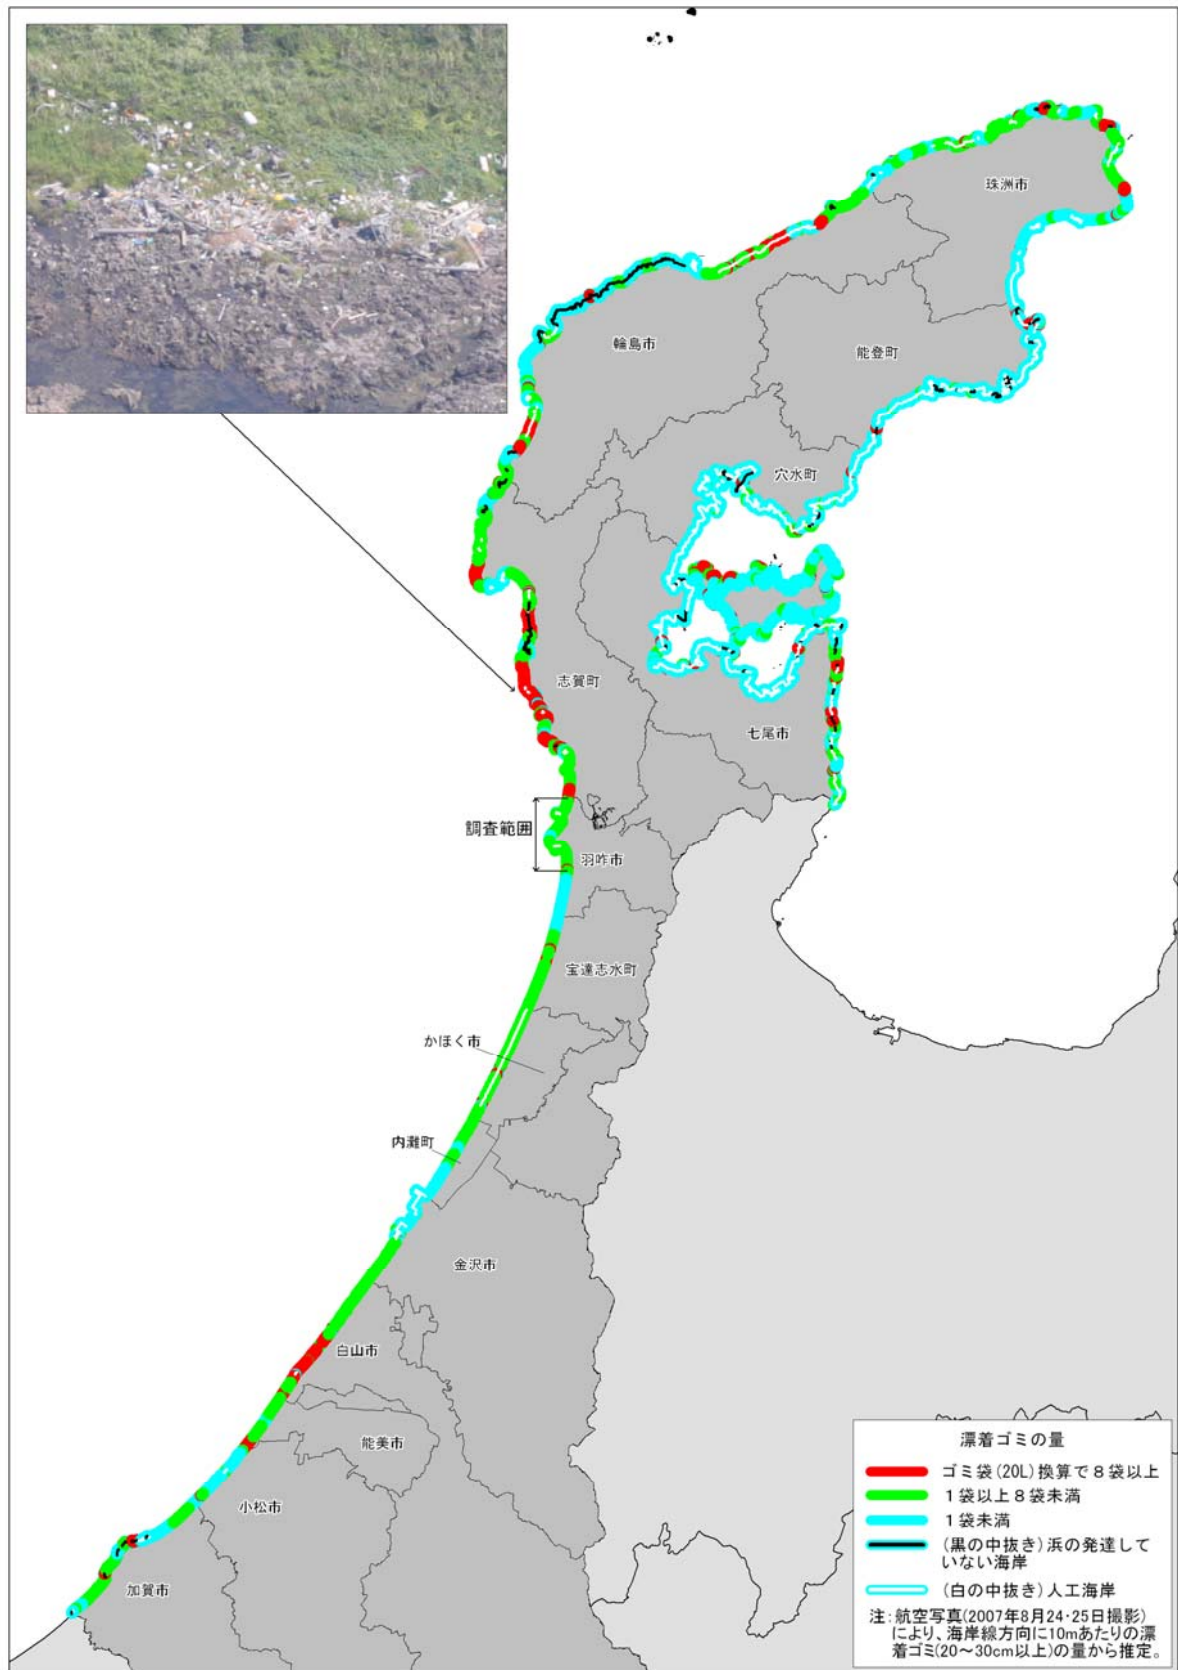 珠洲市
輪島市
能登町
穴水町
志賀町
七尾市
調査範囲
羽咋市
宝達志水町
かほく市
内灘町
金沢市
白山市
能美市
小松市
加賀市
漂着ゴミの量
ゴミ袋(20L)換算で8袋以上
1袋以上8袋未満
1袋未満
(黒の中抜き)浜の発達して
いない海岸
(白の中抜き)人工海岸
注:航空写真(2007年8月24・25日撮影)
により、海岸線方向に10mあたりの漂
着ゴミ(20～30cm以上)の量から推定。